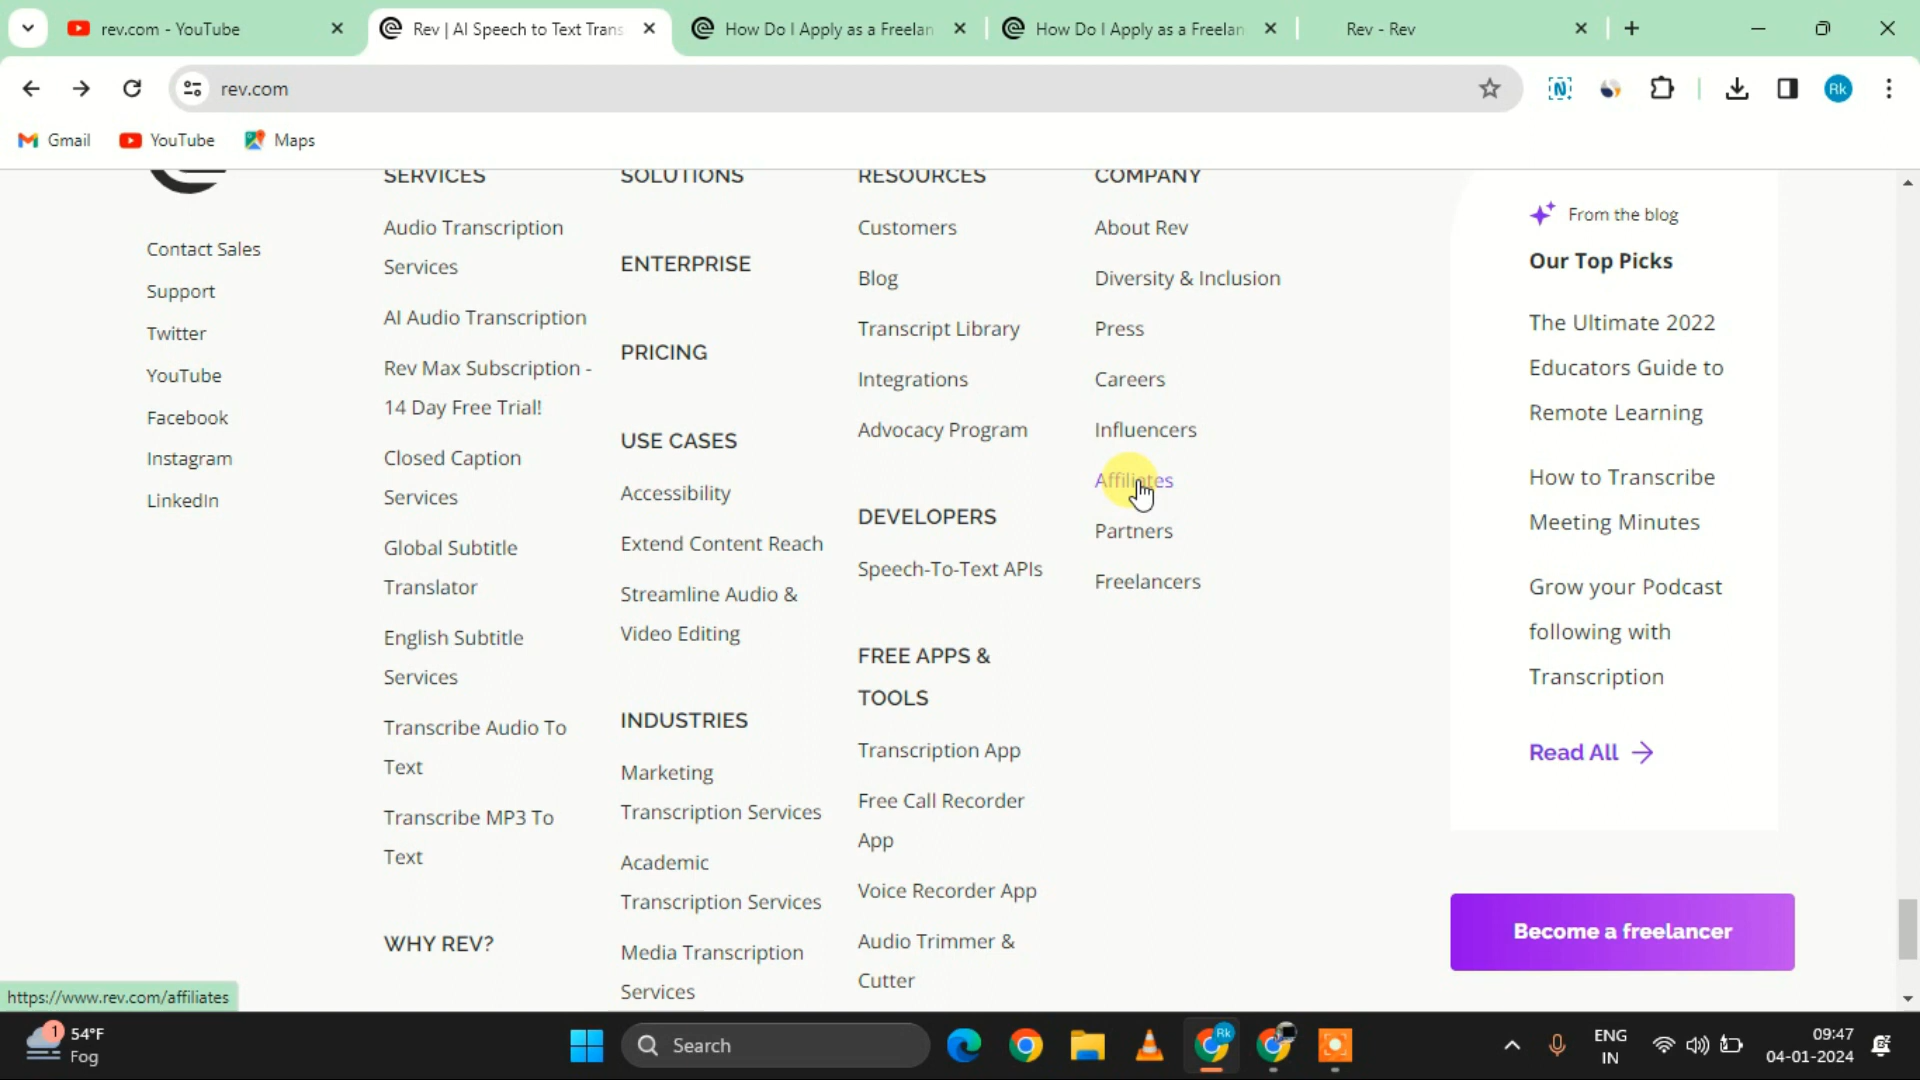 rev.com - YouTube
Rev | AI Speech to Text Trans
How Do I Apply as a Freelan
How Do I Apply as a Freelan
Rev - Rev
rev.com
Rk
Gmail
YouTube
Maps
Contact Sales
Support
Twitter
YouTube
Facebook
Instagram
LinkedIn
SERVICES
Audio Transcription
Services
AI Audio Transcription
Rev Max Subscription -
14 Day Free Trial!
Closed Caption
Services
Global Subtitle
Translator
English Subtitle
Services
Transcribe Audio To
Text
Transcribe MP3 To
Text
WHY REV?
SOLUTIONS
ENTERPRISE
PRICING
USE CASES
Accessibility
Extend Content Reach
Streamline Audio &
Video Editing
INDUSTRIES
Marketing
Transcription Services
Academic
Transcription Services
Media Transcription
Services
RESOURCES
Customers
Blog
Transcript Library
Integrations
Advocacy Program
DEVELOPERS
Speech-To-Text APIs
FREE APPS &
TOOLS
Transcription App
Free Call Recorder
App
Voice Recorder App
Audio Trimmer &
Cutter
COMPANY
About Rev
Diversity & Inclusion
Press
Careers
Influencers
Affiliates
Partners
Freelancers
From the blog
Our Top Picks
The Ultimate 2022
Educators Guide to
Remote Learning
How to Transcribe
Meeting Minutes
Grow your Podcast
following with
Transcription
Read All
Become a freelancer
https://www.rev.com/affiliates
1
54°F
Fog
Search
Rk
ENG
IN
09:47
04-01-2024